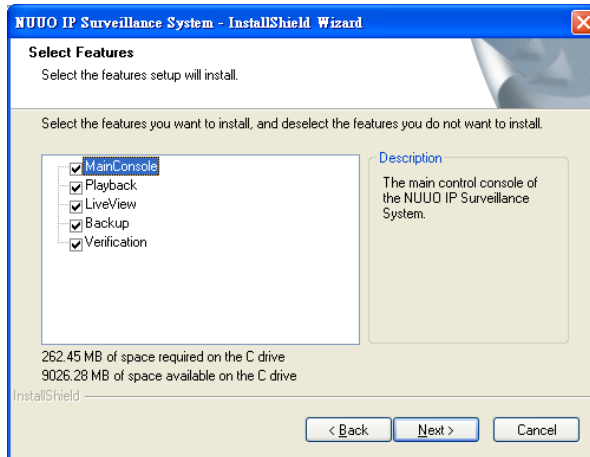 NUUO IP Surveillance System - InstallShield Wizard
Select Features
Select the features setup will install.
Select the features you want to install, and deselect the features you do not want to install.
MainConsole
Playback
LiveView
Backup
Verification
Description
The main control console of
the NUUO IP Surveillance
System.
262.45 MB of space required on the C drive
9026.28 MB of space available on the C drive
InstallShield
< Back
Next >
Cancel